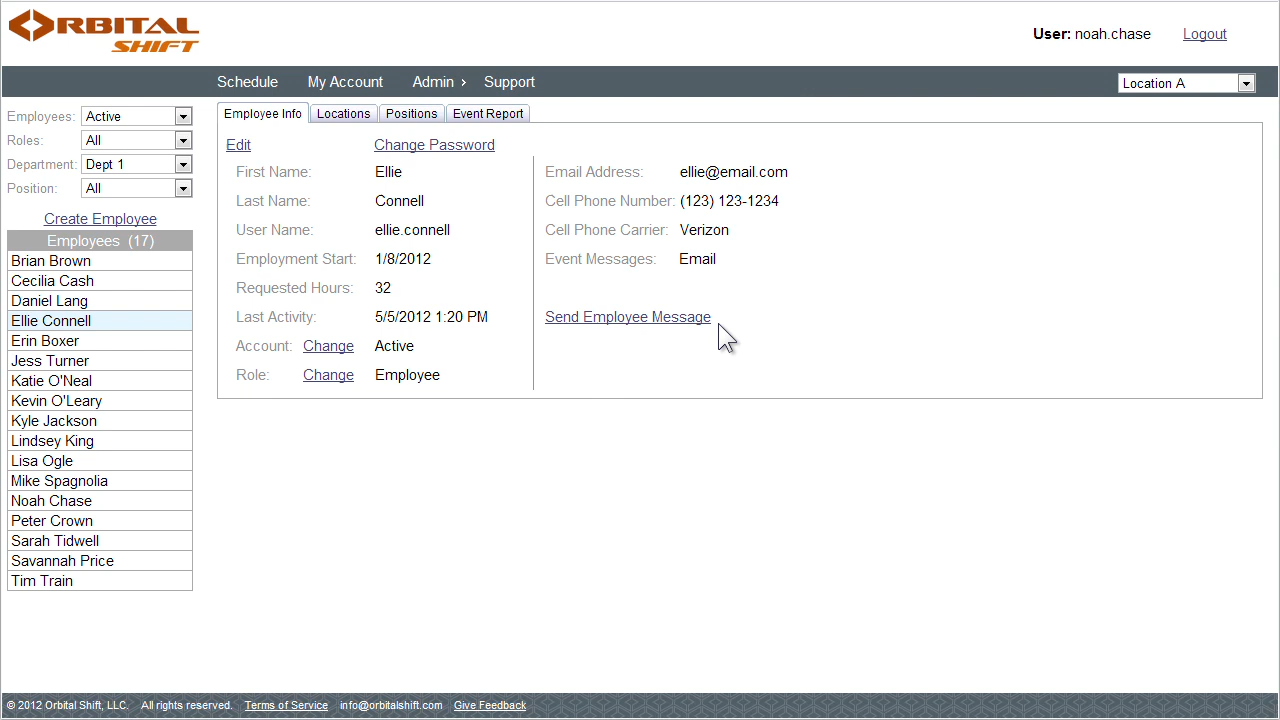 ORBITAL
SHIFT
User: noah.chase Logout
Schedule My Account Admin Support Location A
Employees: Active
Roles: All
Department: Dept 1
Position: All
Create Employee
Employees (17)
Brian Brown
Cecilia Cash
Daniel Lang
Ellie Connell
Erin Boxer
Jess Turner
Katie O'Neal
Kevin O'Leary
Kyle Jackson
Lindsey King
Lisa Ogle
Mike Spagnolia
Noah Chase
Peter Crown
Sarah Tidwell
Savannah Price
Tim Train
Employee Info Locations Positions Event Report
Edit Change Password
First Name: Ellie
Last Name: Connell
User Name: ellie.connell
Employment Start: 1/8/2012
Requested Hours: 32
Last Activity: 5/5/2012 1:20 PM
Account: Change Active
Role: Change Employee
Email Address: ellie@email.com
Cell Phone Number: (123) 123-1234
Cell Phone Carrier: Verizon
Event Messages: Email
Send Employee Message
© 2012 Orbital Shift, LLC. All rights reserved. Terms of Service info@orbitalshift.com Give Feedback